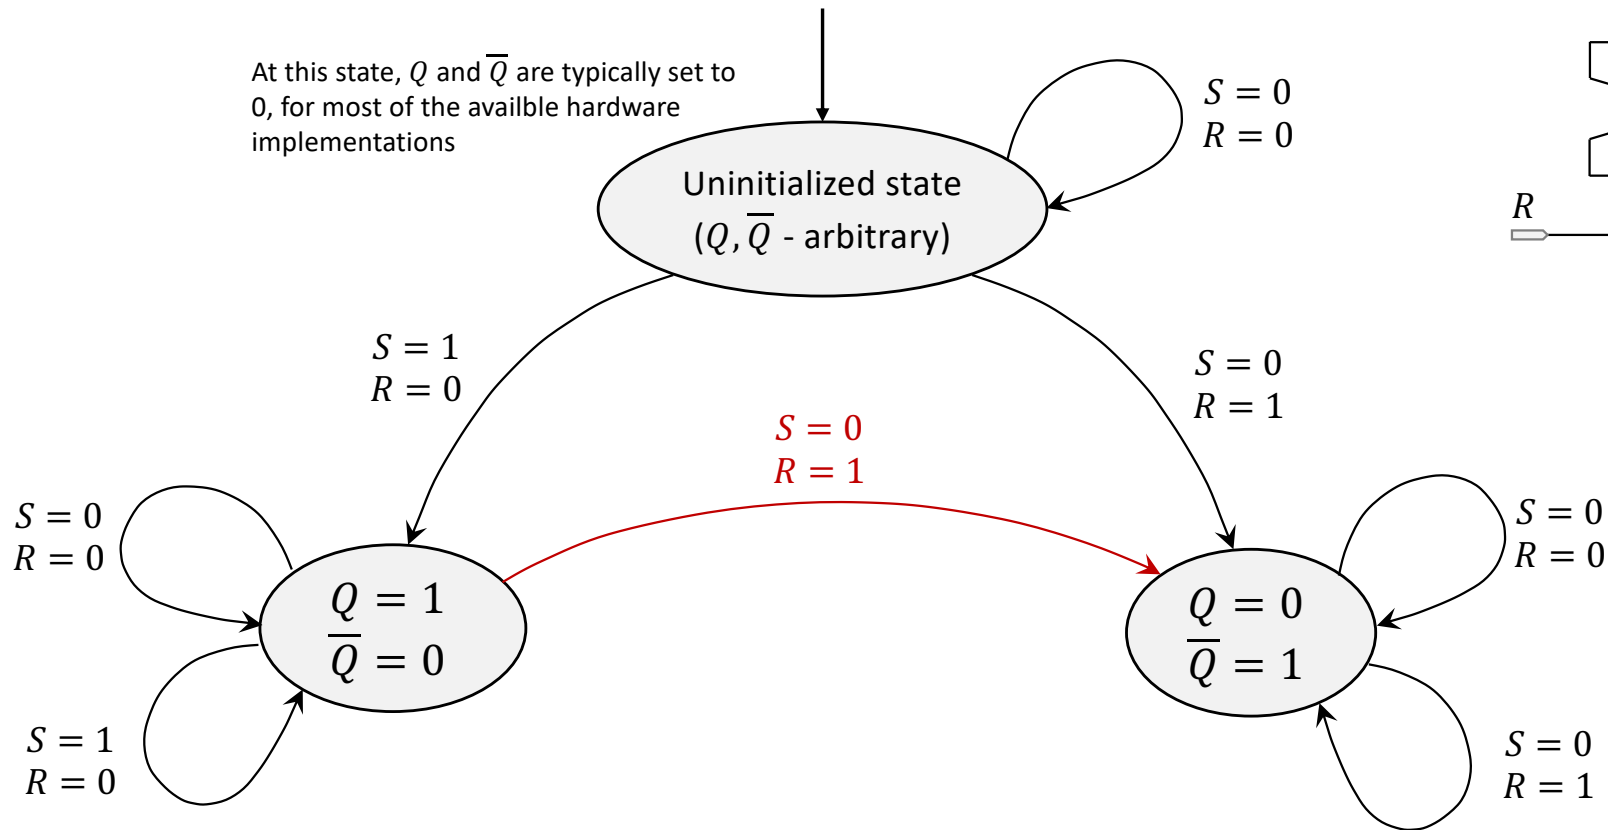 At this state, Q and Q̅ are typically set to
0, for most of the availble hardware
implementations
S = 0
R = 0
Uninitialized state
(Q, Q̅ - arbitrary)
R
S = 1
R = 0
S = 0
R = 1
S = 0
R = 1
S = 0
R = 0
Q = 1
Q̅ = 0
S = 1
R = 0
Q = 0
Q̅ = 1
S = 0
R = 0
S = 0
R = 1